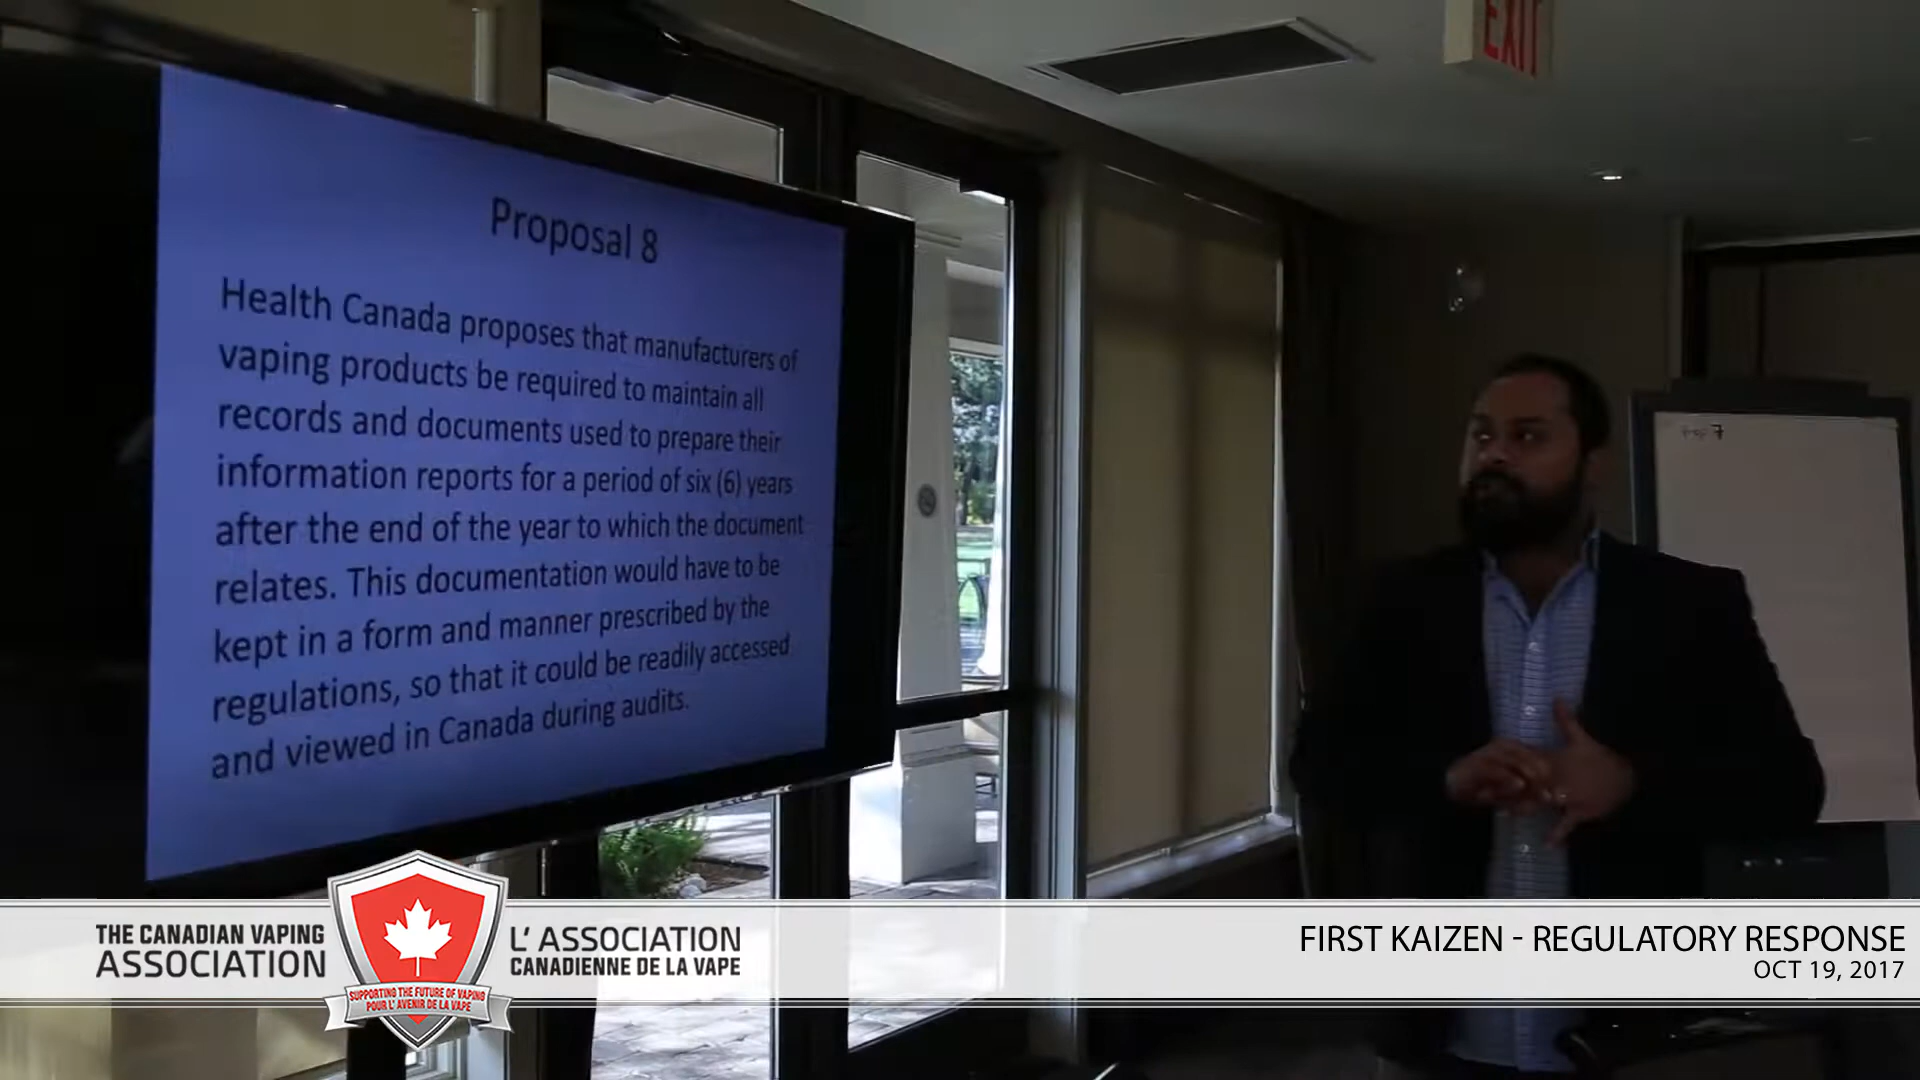 EXIT
Proposal 8
Health Canada proposes that manufacturers of
vaping products be required to maintain all
records and documents used to prepare their
information reports for a period of six (6) years
after the end of the year to which the document
relates. This documentation would have to be
kept in a form and manner prescribed by the
regulations, so that it could be readily accessed
and viewed in Canada during audits.
THE CANADIAN VAPING
ASSOCIATION
SUPPORTING THE FUTURE OF VAPING
POUR L' AVENIR DE LA VAPE
L' ASSOCIATION
CANADIENNE DE LA VAPE
FIRST KAIZEN - REGULATORY RESPONSE
OCT 19, 2017